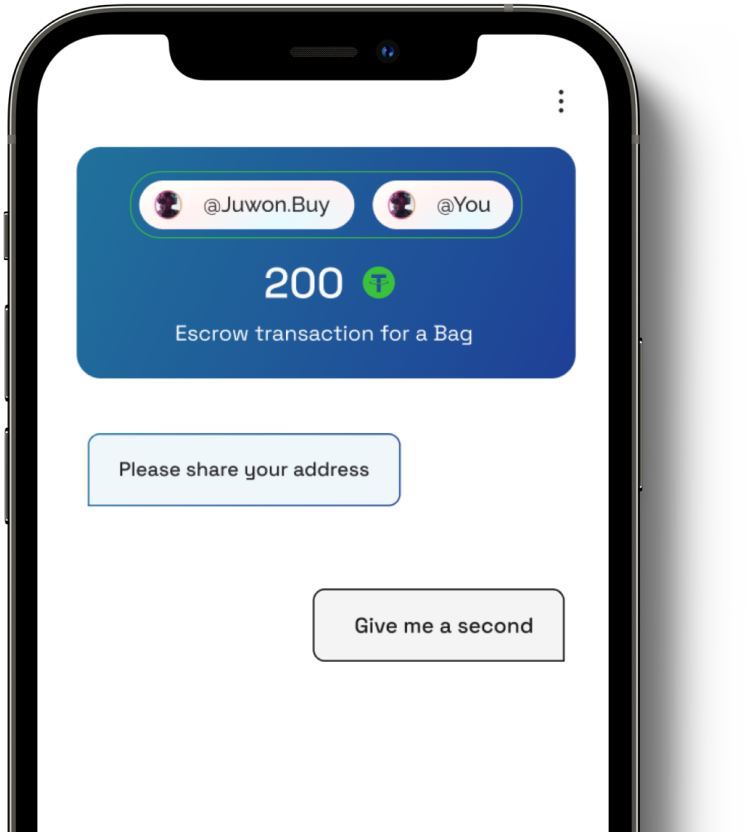 @Juwon.Buy @You
200
Escrow transaction for a Bag
Please share your address
Give me a second